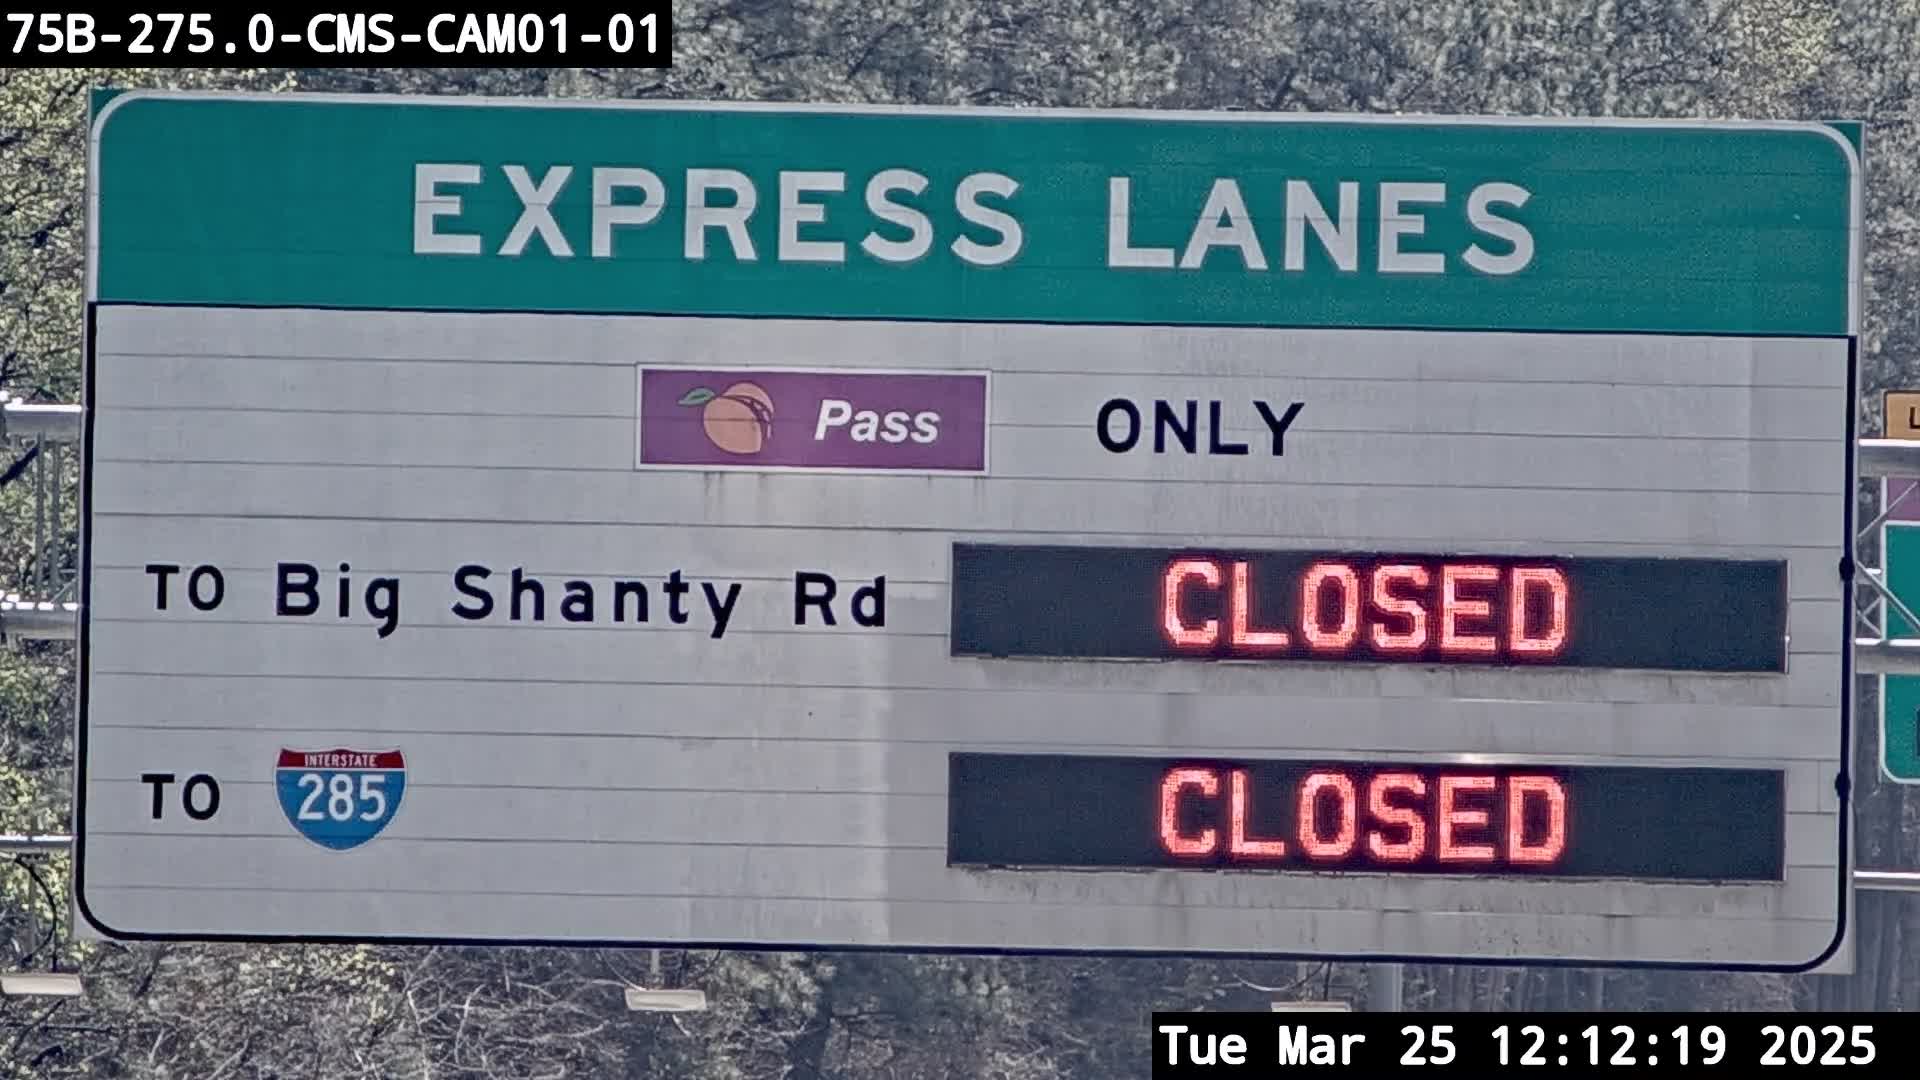 75B-275.0-CMS-CAM01-01
EXPRESS LANES
Pass ONLY
TO Big Shanty Rd CLOSED
TO INTERSTATE 285 CLOSED
Tue Mar 25 12:12:19 2025